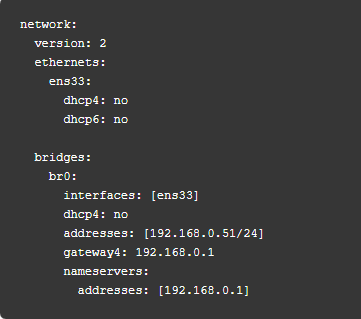 network:
  version: 2
  ethernets:
    ens33:
      dhcp4: no
      dhcp6: no

  bridges:
    br0:
      interfaces: [ens33]
      dhcp4: no
      addresses: [192.168.0.51/24]
      gateway4: 192.168.0.1
      nameservers:
        addresses: [192.168.0.1]